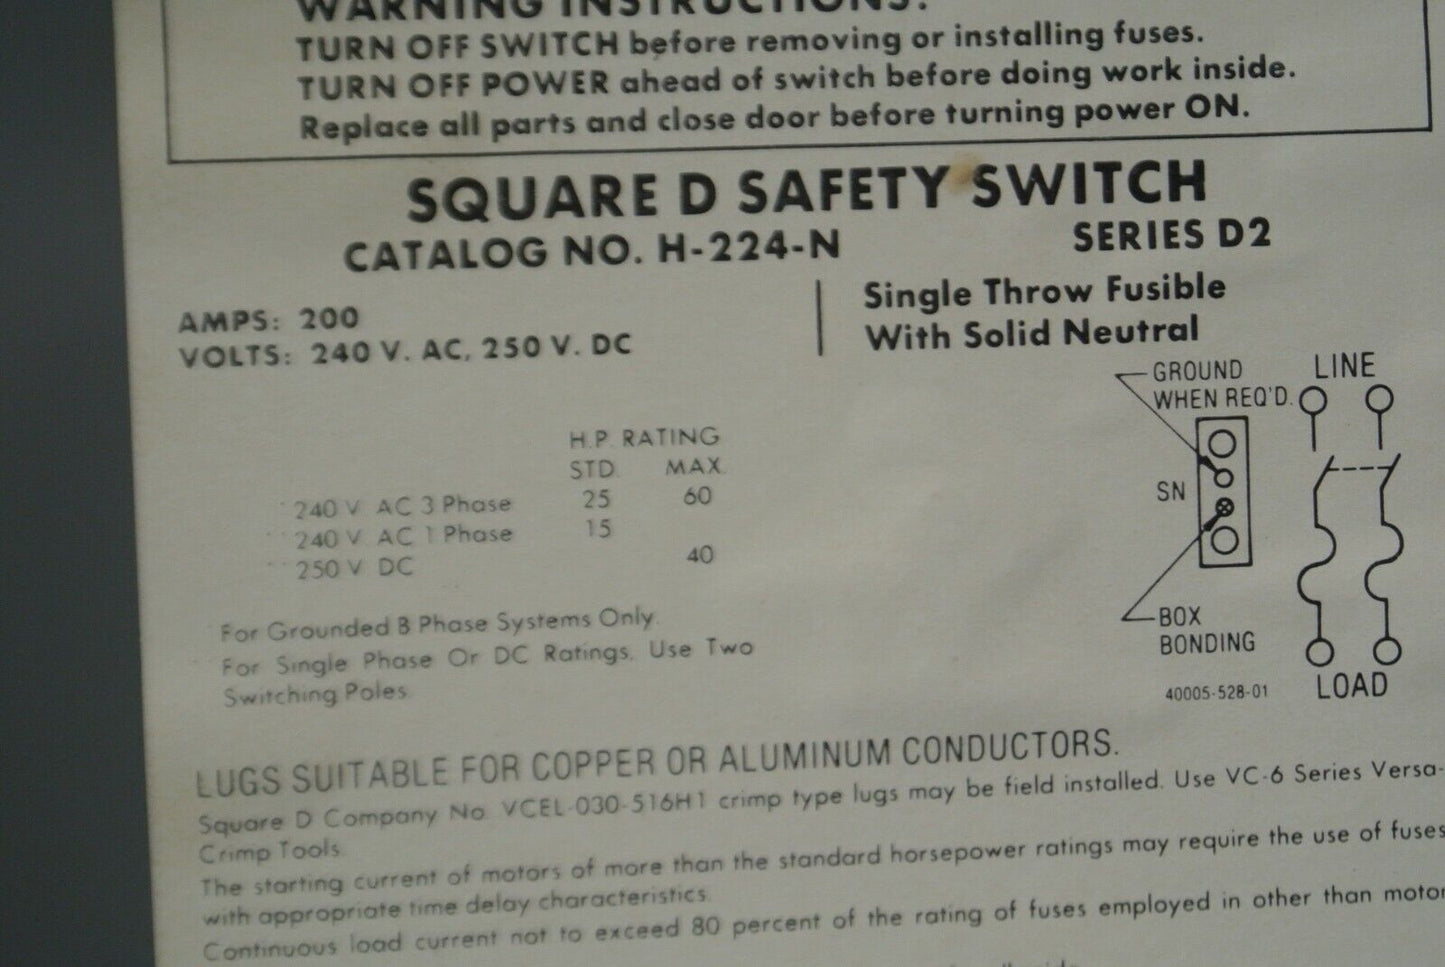 WARNING INSTRUCTIONS:
TURN OFF SWITCH before removing or installing fuses.
TURN OFF POWER ahead of switch before doing work inside.
Replace all parts and close door before turning power ON.
SQUARE D SAFETY SWITCH
CATALOG NO. H-224-N SERIES D2
AMPS: 200
VOLTS: 240 V. AC, 250 V. DC
Single Throw Fusible
With Solid Neutral
H.P. RATING
STD. MAX.
240 V. AC 3 Phase 25 60
240 V. AC 1 Phase 15
250 V. DC 40
For Grounded B Phase Systems Only.
For Single Phase Or DC Ratings, Use Two
Switching Poles
GROUND
WHEN REQ'D.
LINE
SN
BOX
BONDING
40005-528-01
LOAD
LUGS SUITABLE FOR COPPER OR ALUMINUM CONDUCTORS.
Square D Company No. VCEL-030-516H1 crimp type lugs may be field installed. Use VC-6 Series Versa-
Crimp Tools.
The starting current of motors of more than the standard horsepower ratings may require the use of fuses
with appropriate time delay characteristics.
Continuous load current not to exceed 80 percent of the rating of fuses employed in other than motor